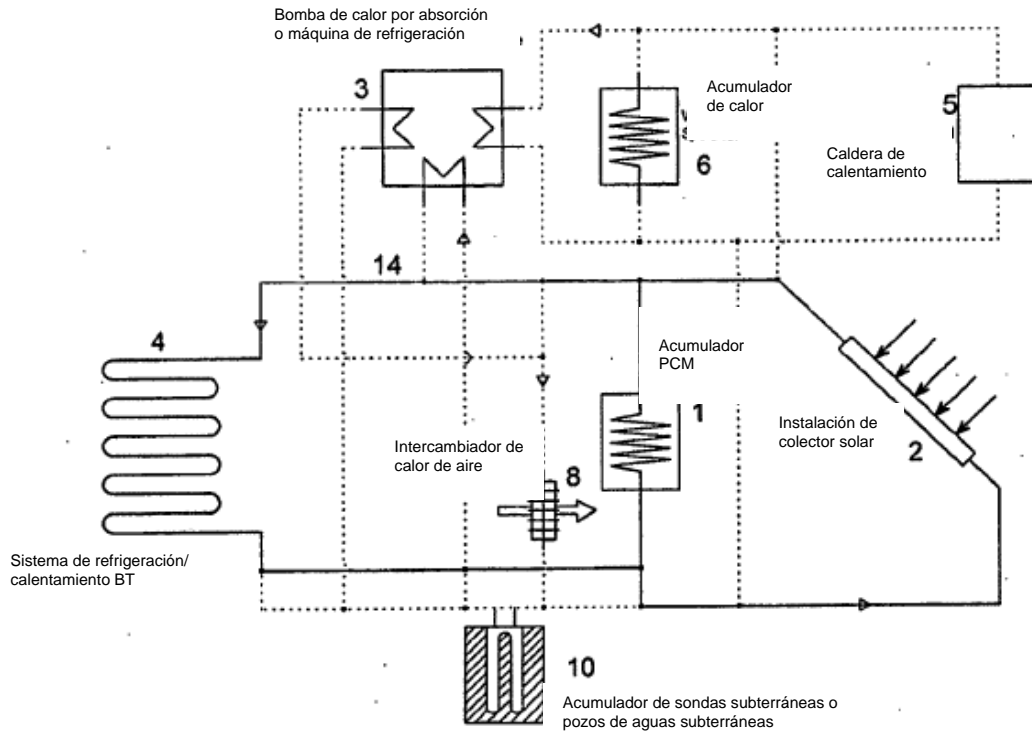 Bomba de calor por absorción
o máquina de refrigeración
3
Acumulador
de calor
6
5
Caldera de
calentamiento
14
4
Acumulador
PCM
1
Instalación de
colector solar
2
Intercambiador de
calor de aire
8
Sistema de refrigeración/
calentamiento BT
10
Acumulador de sondas subterráneas o
pozos de aguas subterráneas